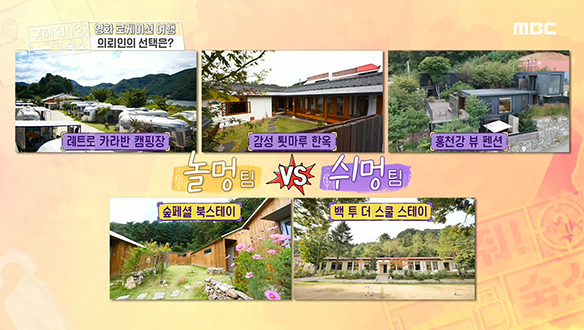 영화 로케이션 여행
의뢰인의 선택은?
MBC
레트로 카라반 캠핑장
감성 툇마루 한옥
홍천강 뷰 펜션
놀멍팀 VS 쉬멍팀
숲페셜 북스테이
백 투 더 스쿨 스테이